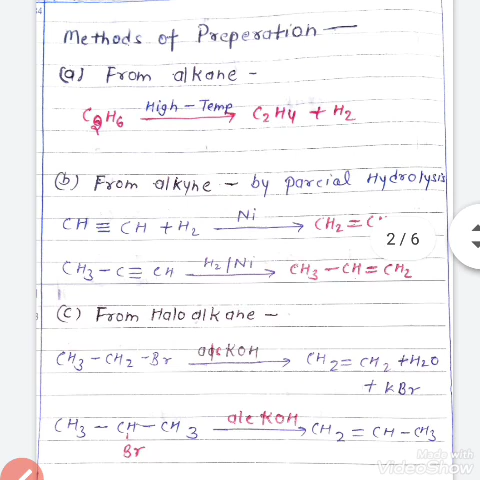 Methods of Preperation —
(a) From alkane -
C2H6 High-Temp → C2H4 + H2
(b) From alkyne - by parcial Hydrolysis
CH ≡ CH + H2 Ni → CH2 = C
2/6
CH3 - C ≡ CH H2/Ni → CH3 - CH = CH2
(c) From Halo alkane -
CH3 - CH2 - Br alc KOH → CH2 = CH2 + H2O
+ KBr
CH3 - CH - CH3 alc KOH → CH2 = CH - CH3
Br
Made with
VideoShow